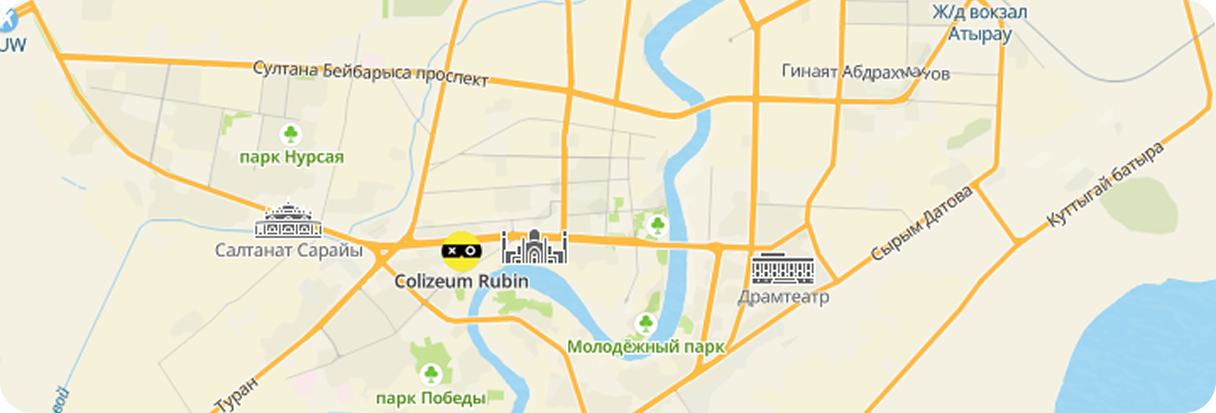 Ж/д вокзал
Атырау
UW
Султана Бейбарыса проспект
Гинаят Абдрахманов
парк Нурсая
Куттыгай батыра
Сырым Датова
Салтанат Сарайы
x o
Colizeum Rubin
Драмтеатр
Молодёжный парк
Туран
парк Победы
вой